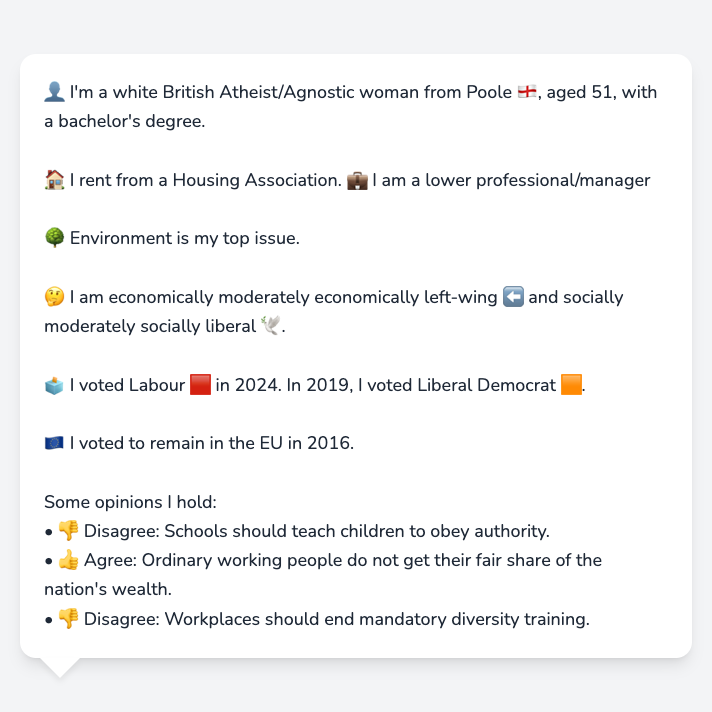 👤 I'm a white British Atheist/Agnostic woman from Poole 🏴󠁧󠁢󠁥󠁮󠁧󠁿, aged 51, with
a bachelor's degree.
🏠 I rent from a Housing Association. 💼 I am a lower professional/manager
🌳 Environment is my top issue.
🤔 I am economically moderately economically left-wing ⬅️ and socially
moderately socially liberal 🕊️.
🗳️ I voted Labour 🟥 in 2024. In 2019, I voted Liberal Democrat 🟧.
🇪🇺 I voted to remain in the EU in 2016.
Some opinions I hold:
• 👎 Disagree: Schools should teach children to obey authority.
• 👍 Agree: Ordinary working people do not get their fair share of the
nation's wealth.
• 👎 Disagree: Workplaces should end mandatory diversity training.